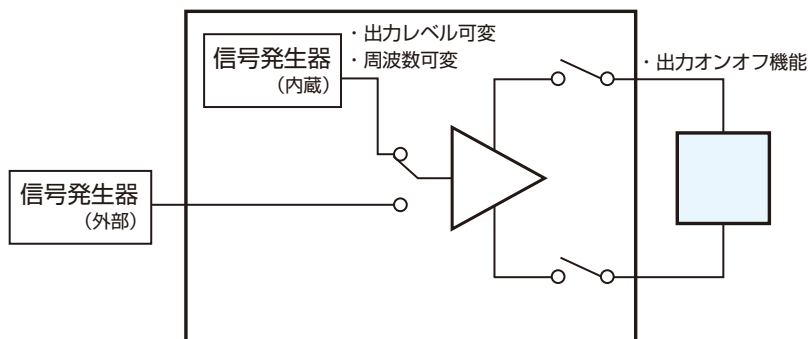 信号発生器
（内蔵）
・出力レベル可変
・周波数可変
・出力オンオフ機能
信号発生器
（外部）